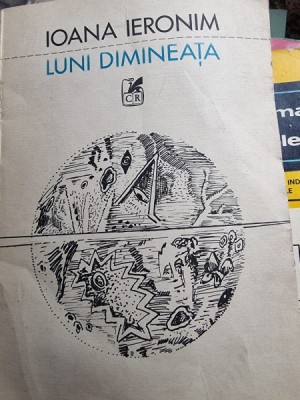 IOANA IERONIM
LUNI DIMINEAȚA
CR